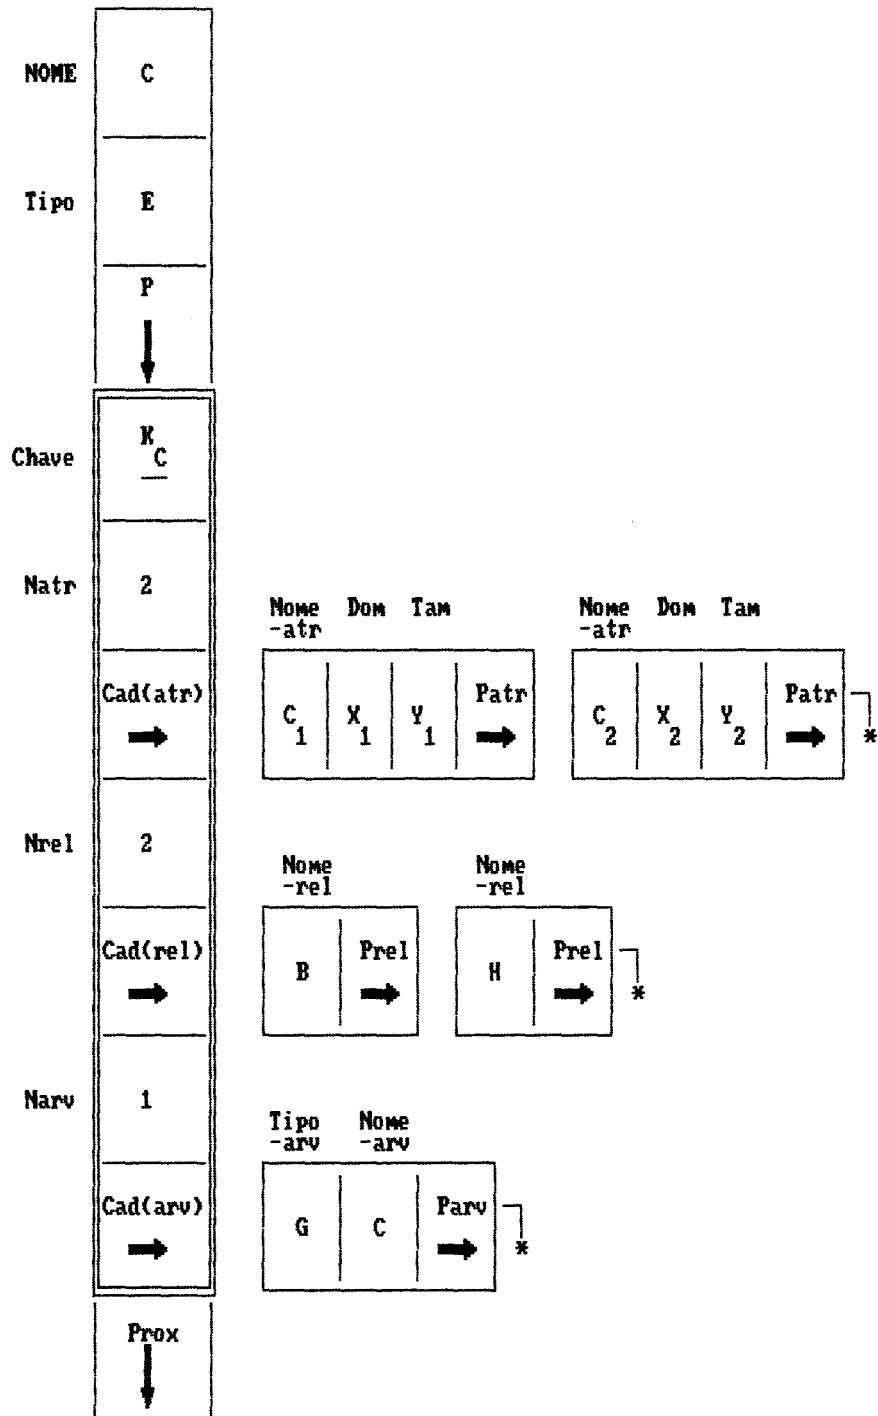 NOME C
Tipo E
P
Chave K
C
Natr 2
Nome Dom Tam Nome Dom Tam
-atr -atr
Cad(atr) C1 X1 Y1 Patr C2 X2 Y2 Patr *
Nrel 2
Nome Nome
-rel -rel
Cad(rel) B Prel H Prel *
Narv 1
Tipo Nome
-arv -arv
Cad(arv) G C Parv *
Prox